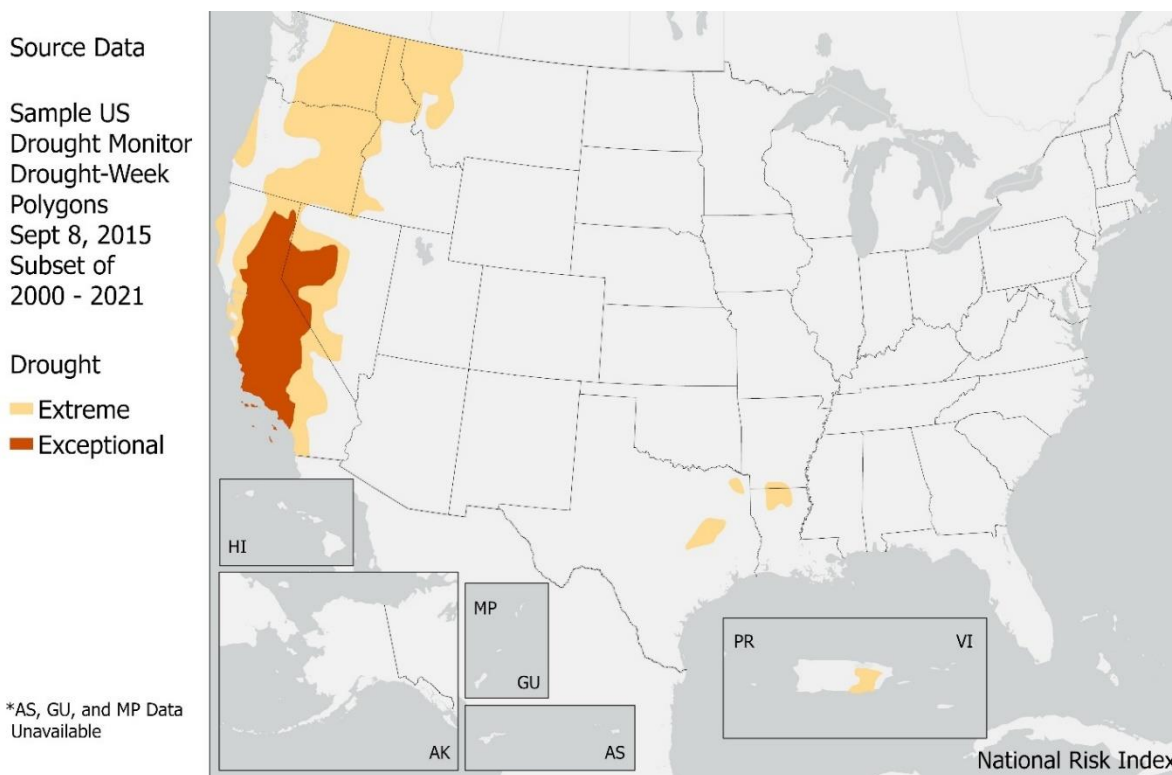 Source Data
Sample US
Drought Monitor
Drought-Week
Polygons
Sept 8, 2015
Subset of
2000 - 2021
Drought
Extreme
Exceptional
HI
MP
GU
PR
VI
AK
AS
*AS, GU, and MP Data
Unavailable
National Risk Index